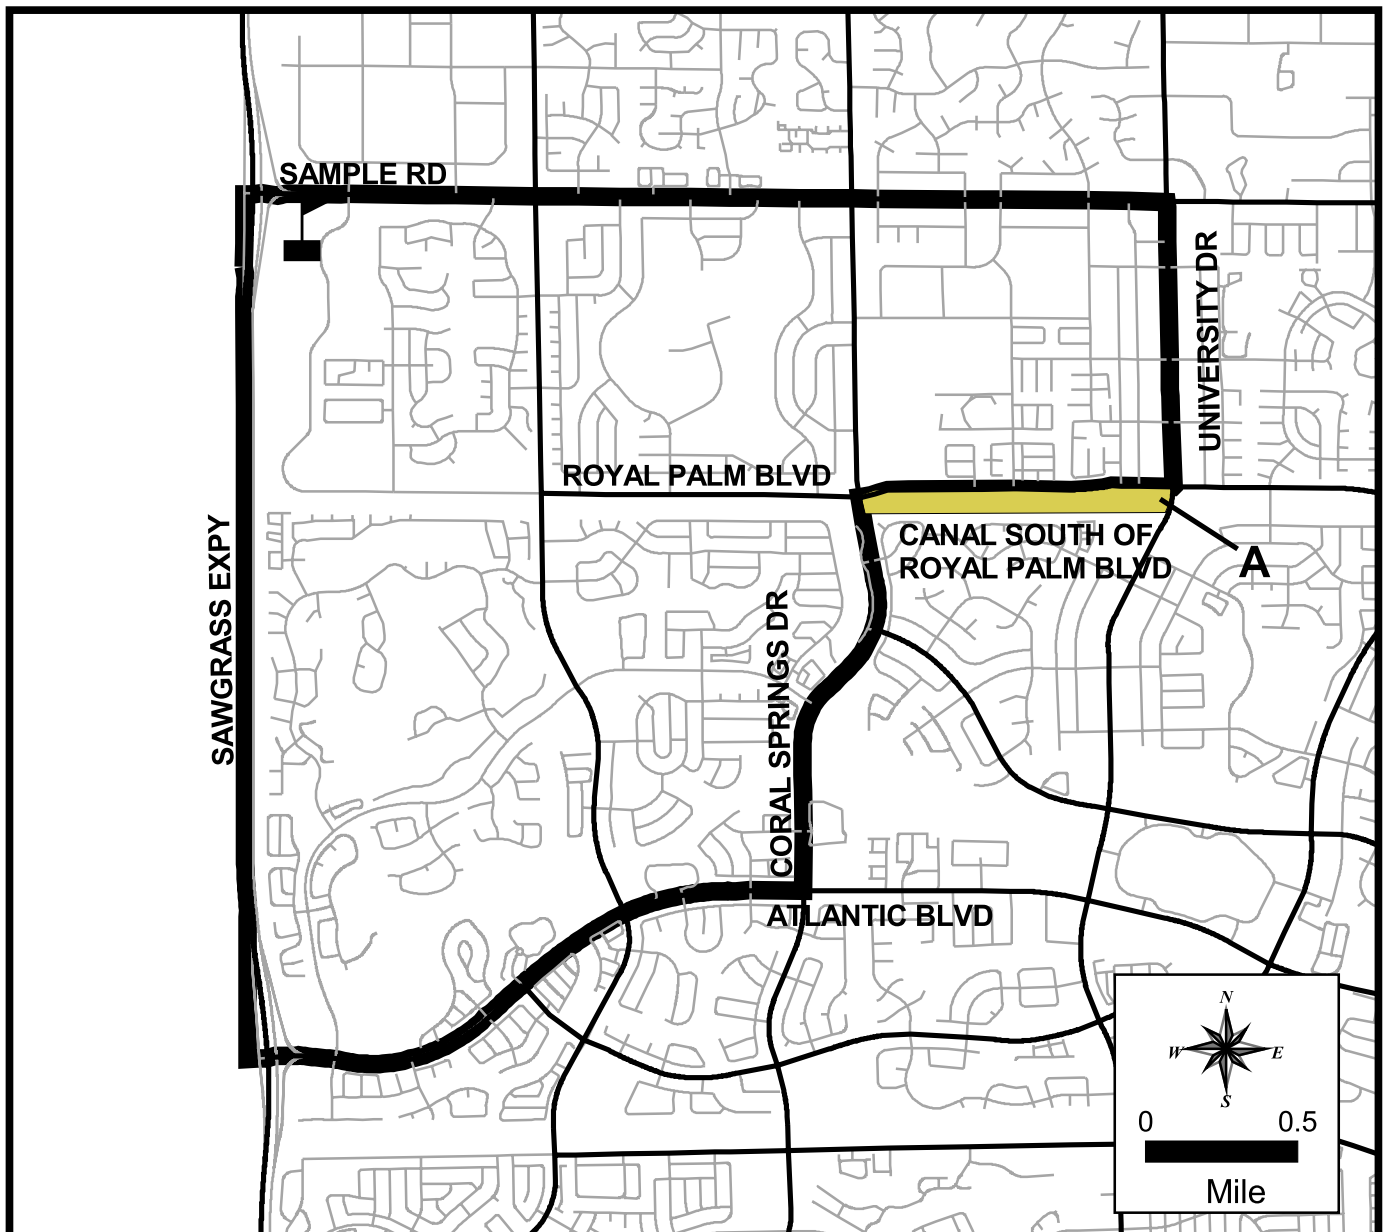 SAMPLE RD
UNIVERSITY DR
ROYAL PALM BLVD
CANAL SOUTH OF
ROYAL PALM BLVD
A
SAWGRASS EXPY
CORAL SPRINGS DR
ATLANTIC BLVD
N
W E
S
0 0.5
Mile